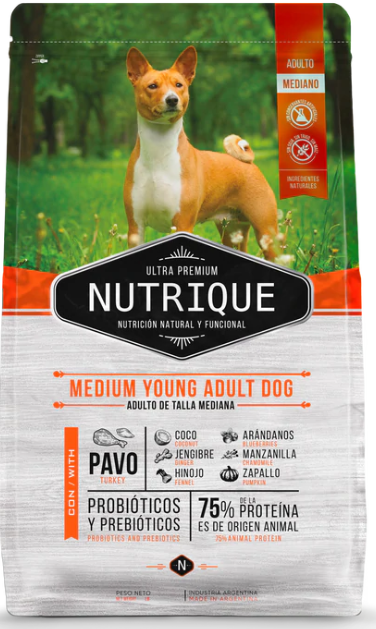 ADULTO
MEDIANO
INGREDIENTES
NATURALES
ULTRA PREMIUM
NUTRIQUE
NUTRICIÓN NATURAL Y FUNCIONAL
MEDIUM YOUNG ADULT DOG
ADULTO DE TALLA MEDIANA
CON / WITH
PAVO
TURKEY
COCO
COCONUT
JENGIBRE
GINGER
HINOJO
FENNEL
ARÁNDANOS
BLUEBERRIES
MANZANILLA
CHAMOMILE
ZAPALLO
PUMPKIN
PROBIÓTICOS
Y PREBIÓTICOS
PROBIOTICS AND PREBIOTICS
75% DE LA PROTEÍNA
ES DE ORIGEN ANIMAL
75% ANIMAL PROTEIN
N
PESO NETO
INDUSTRIA ARGENTINA
MADE IN ARGENTINA